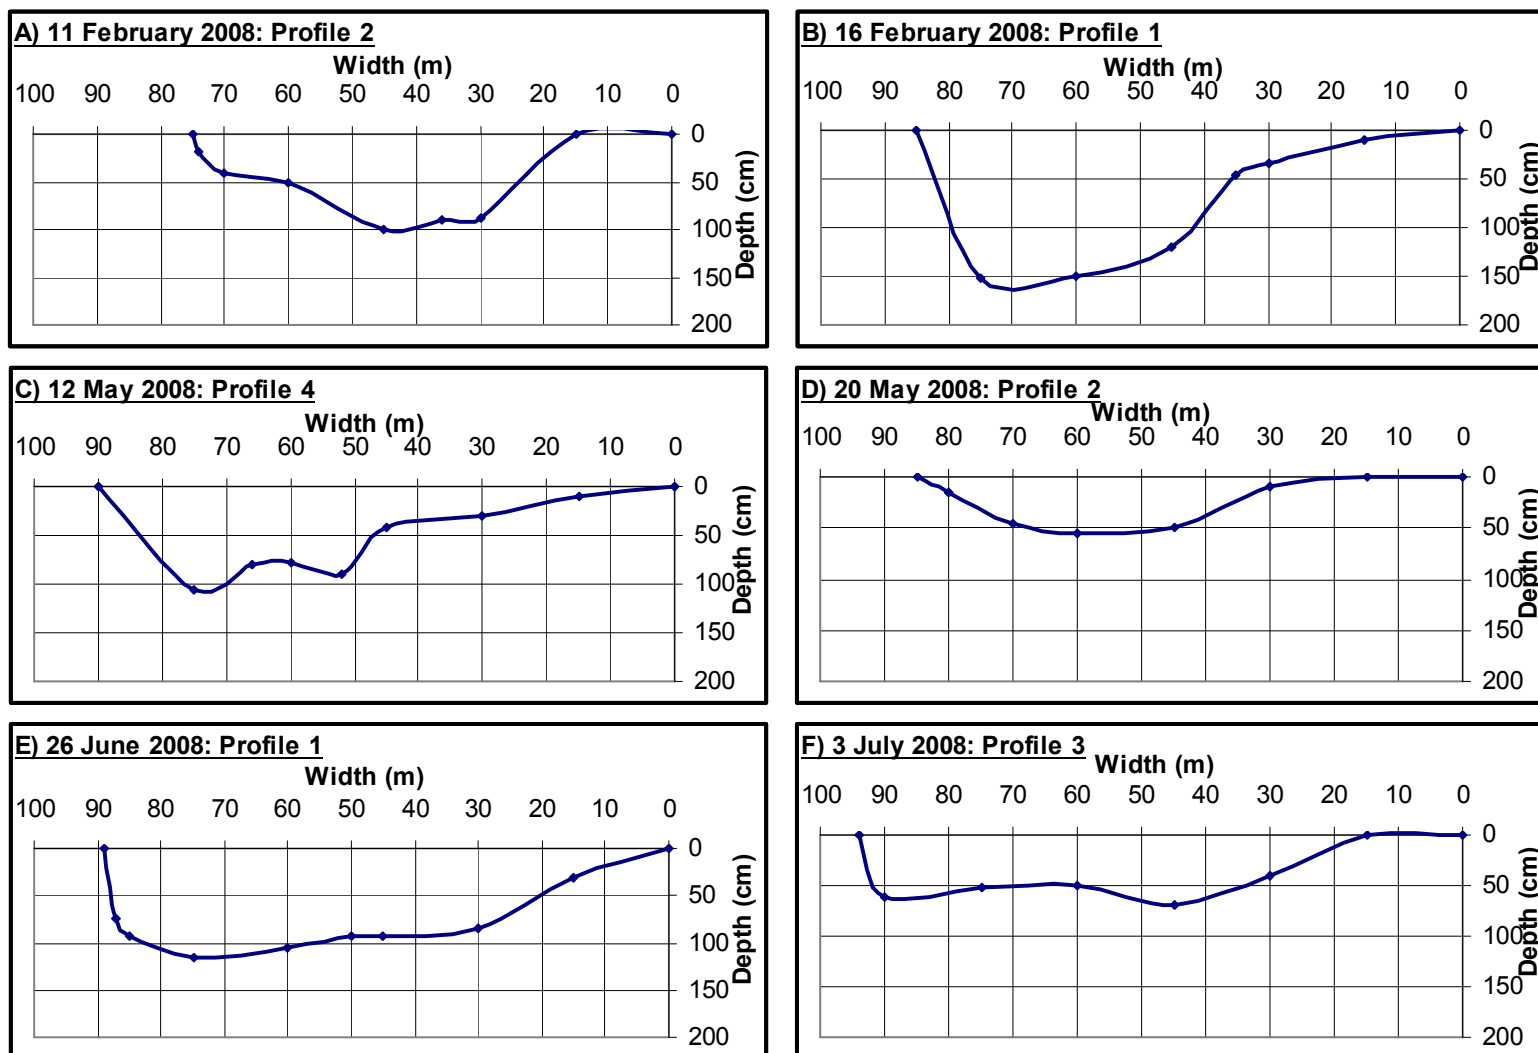 A) 11 February 2008: Profile 2
Width (m)
100 90 80 70 60 50 40 30 20 10 0
0
50
100
150
200
Depth (cm)
B) 16 February 2008: Profile 1
Width (m)
100 90 80 70 60 50 40 30 20 10 0
0
50
100
150
200
Depth (cm)
C) 12 May 2008: Profile 4
Width (m)
100 90 80 70 60 50 40 30 20 10 0
0
50
100
150
200
Depth (cm)
D) 20 May 2008: Profile 2
Width (m)
100 90 80 70 60 50 40 30 20 10 0
0
50
100
150
200
Depth (cm)
E) 26 June 2008: Profile 1
Width (m)
100 90 80 70 60 50 40 30 20 10 0
0
50
100
150
200
Depth (cm)
F) 3 July 2008: Profile 3
Width (m)
100 90 80 70 60 50 40 30 20 10 0
0
50
100
150
200
Depth (cm)